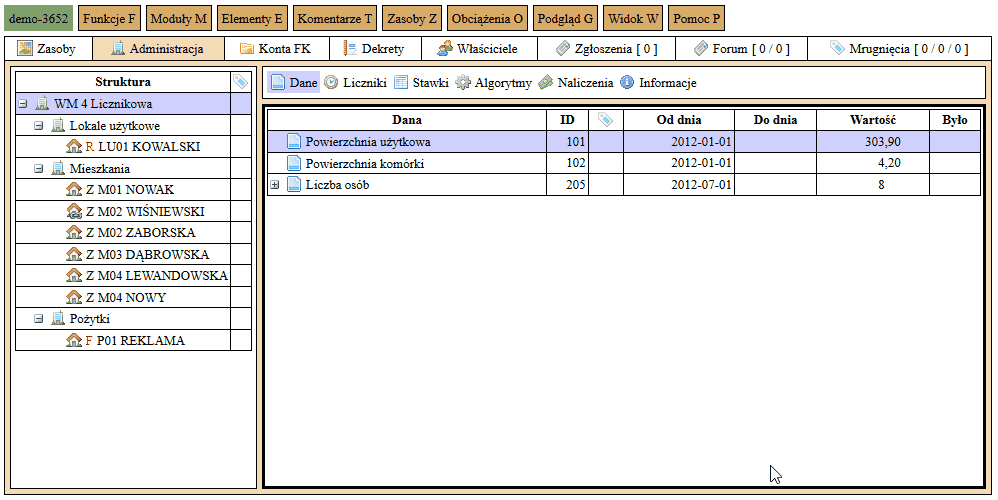 demo-3652 Funkcje F Moduły M Elementy E Komentarze T Zasoby Z Obciążenia O Podgląd G Widok W Pomoc P
Zasoby Administracja Konta FK Dekrety Właściciele Zgłoszenia [ 0 ] Forum [ 0 / 0 ] Mrugnięcia [ 0 / 0 / 0 ]
Struktura
WM 4 Licznikowa
Lokale użytkowe
R LU01 KOWALSKI
Mieszkania
Z M01 NOWAK
Z M02 WIŚNIEWSKI
Z M02 ZABORSKA
Z M03 DĄBROWSKA
Z M04 LEWANDOWSKA
Z M04 NOWY
Pożytki
F P01 REKLAMA
Dane Liczniki Stawki Algorytmy Naliczenia Informacje
Dana ID Od dnia Do dnia Wartość Było
Powierzchnia użytkowa 101 2012-01-01 303,90
Powierzchnia komórki 102 2012-01-01 4,20
Liczba osób 205 2012-07-01 8